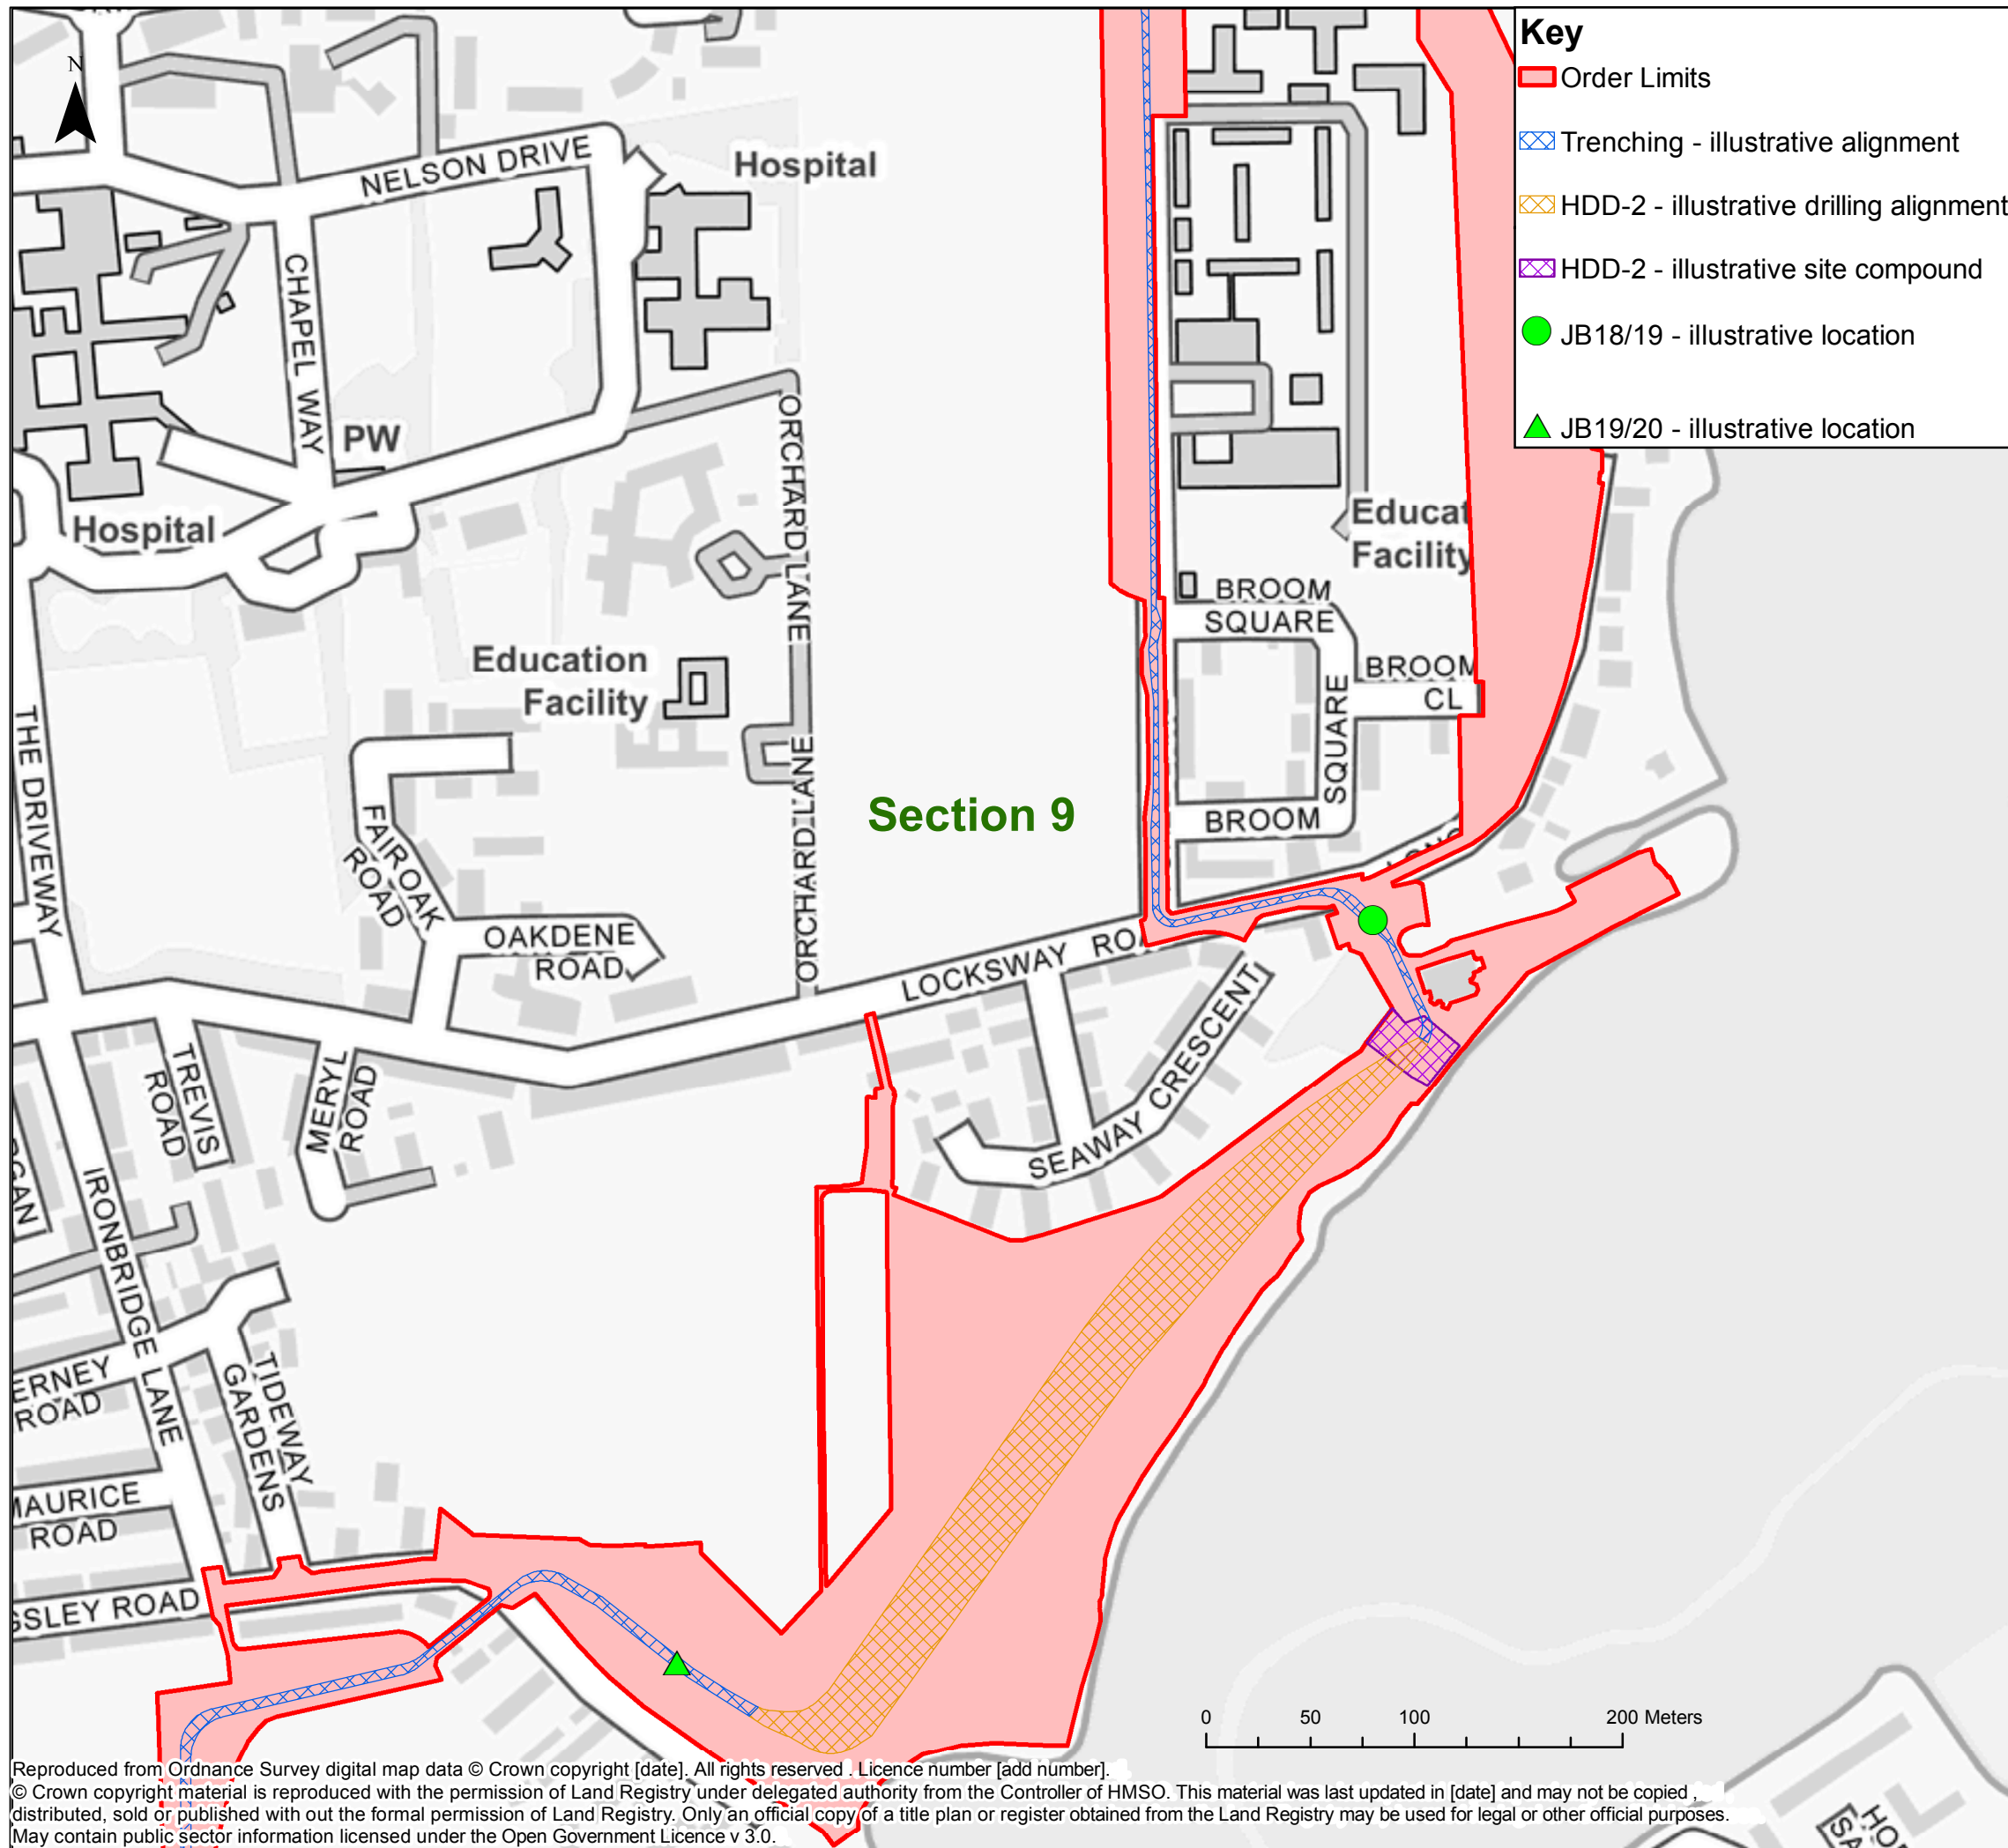 Key
Order Limits
Trenching - illustrative alignment
HDD-2 - illustrative drilling alignment
HDD-2 - illustrative site compound
JB18/19 - illustrative location
JB19/20 - illustrative location
N
NELSON DRIVE
Hospital
CHAPEL WAY
PW
Hospital
ORCHARD LANE
Educat
Facility
BROOM
SQUARE
BROOM
CL
SQUARE
BROOM
Education
Facility
THE DRIVEWAY
ORCHARD LANE
Section 9
FAIROAK
ROAD
OAKDENE
ROAD
LOCKSWAY ROA
SEAWAY CRESCENT
TREVIS
ROAD
MERYL
ROAD
IRONBRIDGE LANE
RGAN
TIDEWAY
GARDENS
ERNEY
ROAD
MAURICE
ROAD
GSLEY ROAD
0 50 100 200 Meters
Reproduced from Ordnance Survey digital map data © Crown copyright [date]. All rights reserved . Licence number [add number].
© Crown copyright material is reproduced with the permission of Land Registry under delegated authority from the Controller of HMSO. This material was last updated in [date] and may not be copied ,
distributed, sold or published with out the formal permission of Land Registry. Only an official copy of a title plan or register obtained from the Land Registry may be used for legal or other official purposes.
May contain public sector information licensed under the Open Government Licence v 3.0.